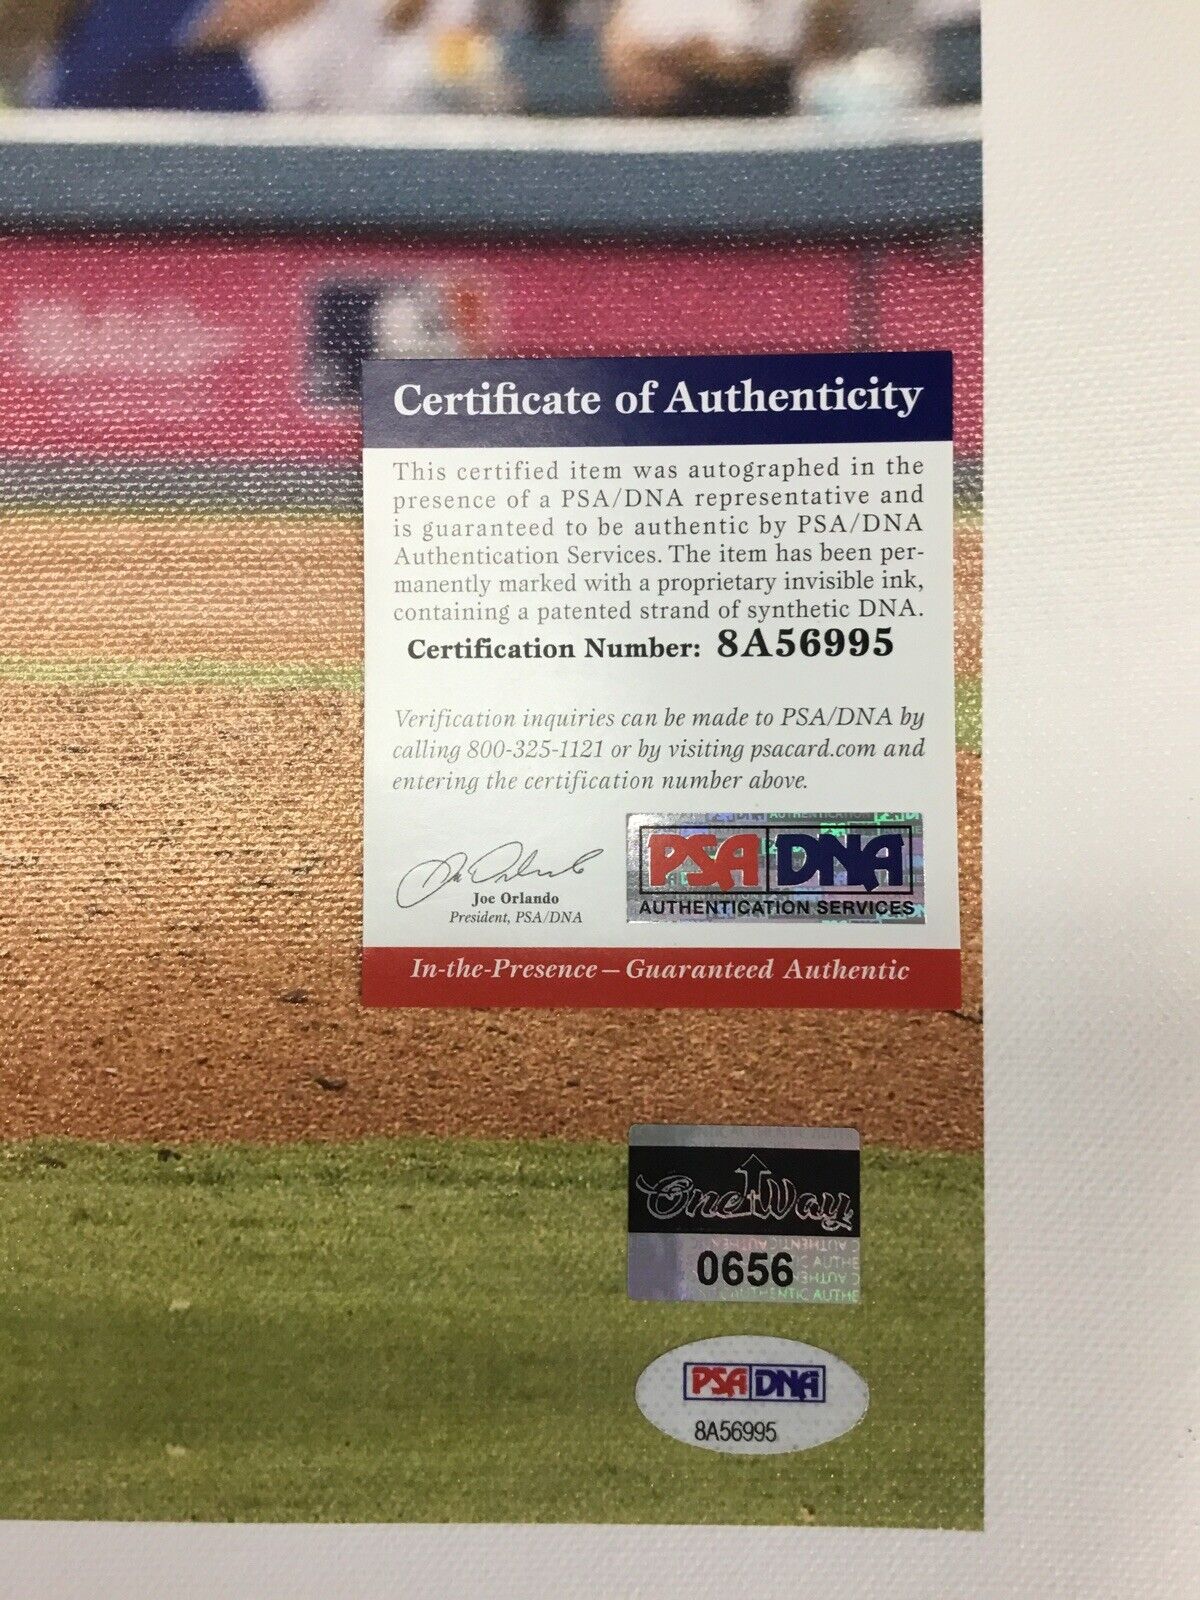 Certificate of Authenticity
This certified item was autographed in the
presence of a PSA/DNA representative and
is guaranteed to be authentic by PSA/DNA
Authentication Services. The item has been per-
manently marked with a proprietary invisible ink,
containing a patented strand of synthetic DNA.
Certification Number: 8A56995
Verification inquiries can be made to PSA/DNA by
calling 800-325-1121 or by visiting psacard.com and
entering the certification number above.
PSA DNA
AUTHENTICATION SERVICES
Joe Orlando
President, PSA/DNA
In-the-Presence – Guaranteed Authentic
One Way
0656
PSA DNA
8A56995